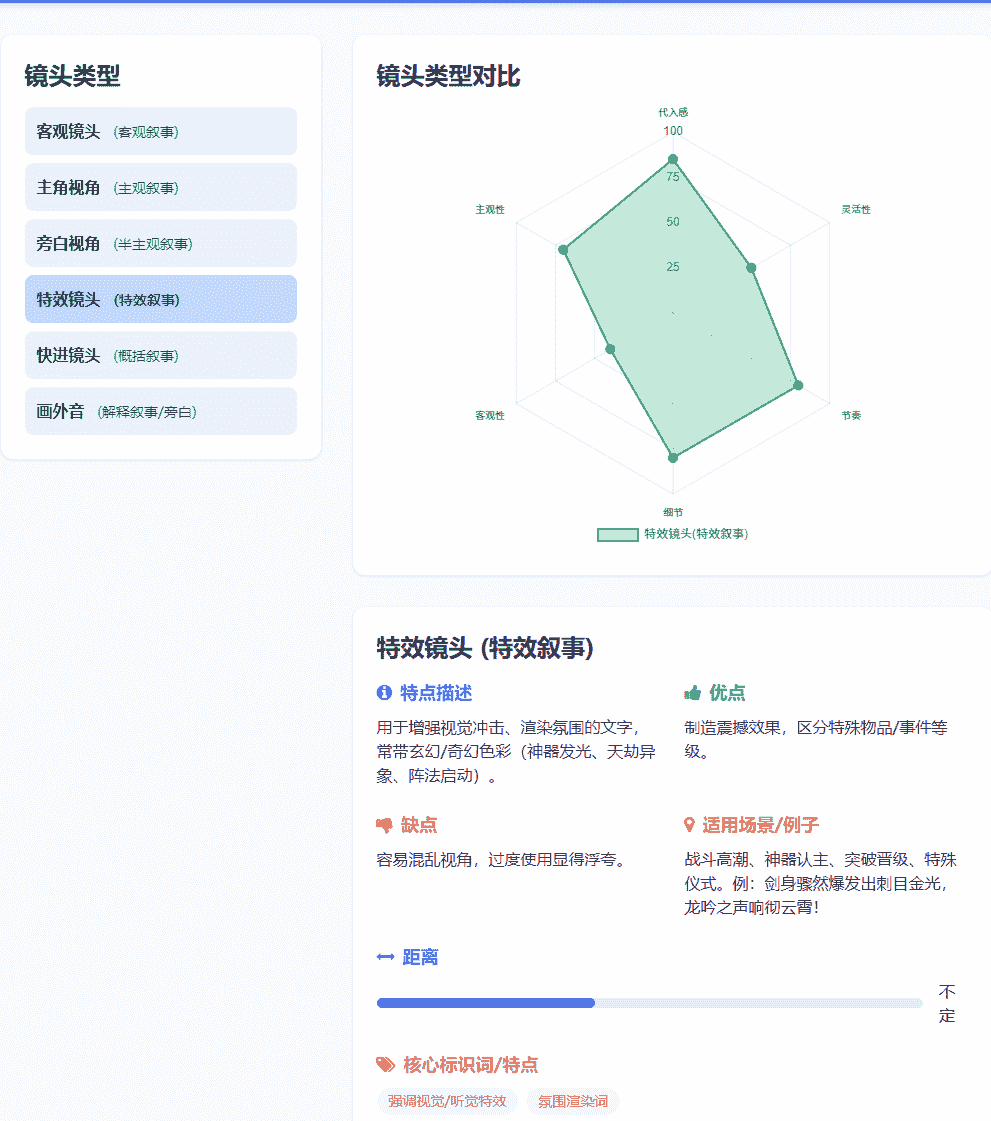 镜头类型
客观镜头 (客观叙事)
主角视角 (主观叙事)
旁白视角 (半主观叙事)
特效镜头 (特效叙事)
快进镜头 (概括叙事)
画外音 (解释叙事/旁白)
镜头类型对比
代入感
100
75
50
25
灵活性
节奏
细节
客观性
主观性
特效镜头(特效叙事)
特效镜头 (特效叙事)
特点描述
用于增强视觉冲击、渲染氛围的文字，
常带玄幻/奇幻色彩（神器发光、天劫异
象、阵法启动）。
优点
制造震撼效果，区分特殊物品/事件等
级。
缺点
容易混乱视角，过度使用显得浮夸。
适用场景/例子
战斗高潮、神器认主、突破晋级、特殊
仪式。例：剑身骤然爆发出刺目金光，
龙吟之声响彻云霄！
距离
不
定
核心标识词/特点
强调视觉/听觉特效
氛围渲染词